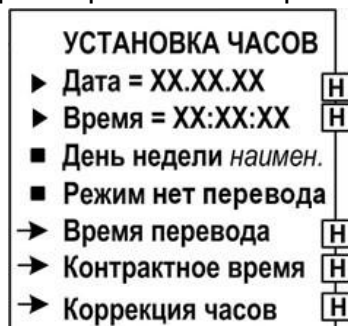 УСТАНОВКА ЧАСОВ
► Дата = XX.XX.XX Н
► Время = XX:XX:XX Н
■ День недели наимен.
■ Режим нет перевода
→ Время перевода Н
→ Контрактное время Н
→ Коррекция часов Н